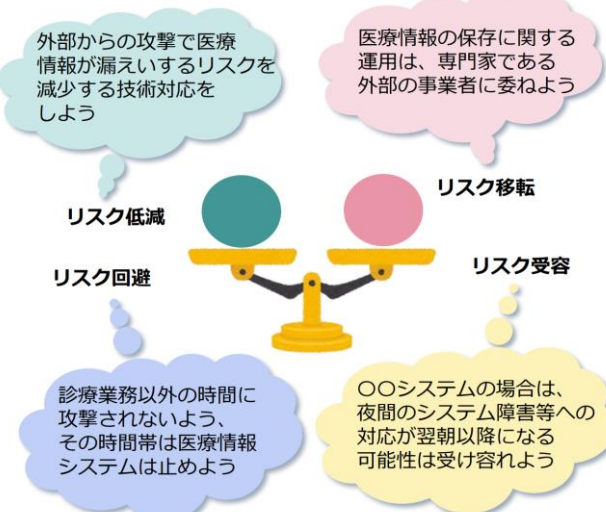 外部からの攻撃で医療
情報が漏えいするリスクを
減少する技術対応を
しよう
医療情報の保存に関する
運用は、専門家である
外部の事業者に委ねよう
リスク低減
リスク移転
リスク回避
リスク受容
診療業務以外の時間に
攻撃されないよう、
その時間帯は医療情報
システムは止めよう
〇〇システムの場合は、
夜間のシステム障害等への
対応が翌朝以降になる
可能性は受け容れよう